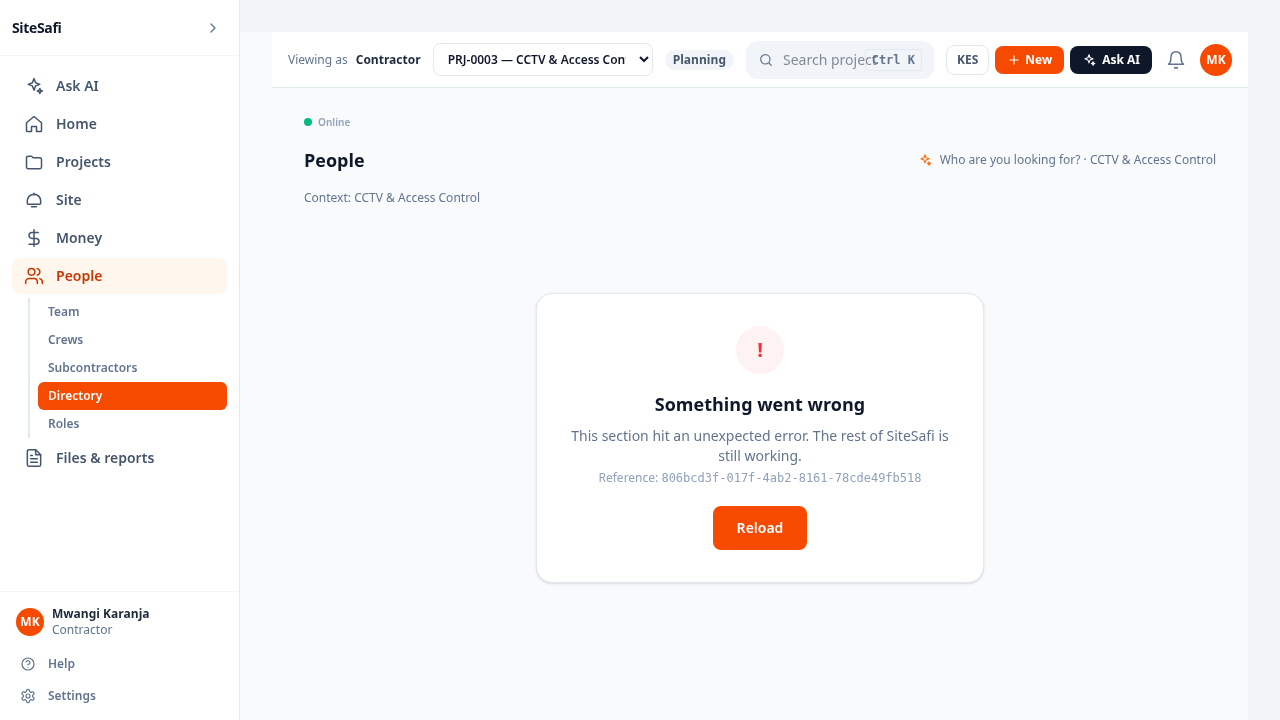 SiteSafi
Ask AI
Home
Projects
Site
Money
People
Team
Crews
Subcontractors
Directory
Roles
Files & reports
MK
Mwangi Karanja
Contractor
Help
Settings
Viewing as Contractor
PRJ-0003 — CCTV & Access Con
Planning
Search project
Ctrl K
KES
New
Ask AI
MK
Online
People
Who are you looking for? · CCTV & Access Control
Context: CCTV & Access Control
!
Something went wrong
This section hit an unexpected error. The rest of SiteSafi is
still working.
Reference: 806bcd3f-017f-4ab2-8161-78cde49fb518
Reload